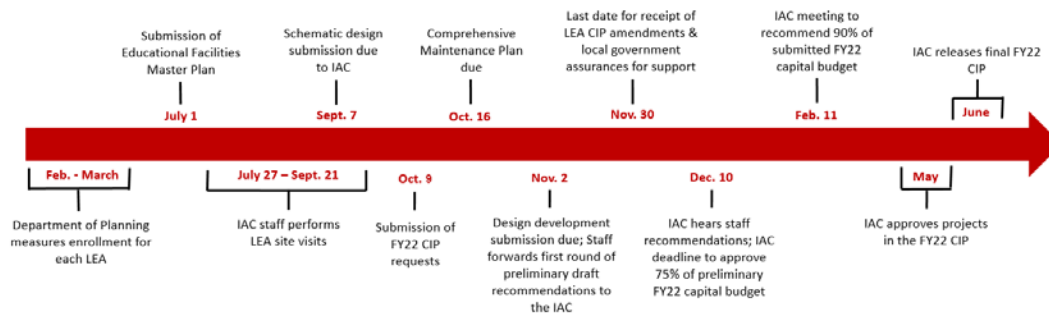 Submission of
Educational Facilities
Master Plan
Schematic design
submission due
to IAC
Comprehensive
Maintenance Plan
due
Last date for receipt of
LEA CIP amendments &
local government
assurances for support
IAC meeting to
recommend 90% of
submitted FY22
capital budget
IAC releases final FY22
CIP
July 1
Sept. 7
Oct. 16
Nov. 30
Feb. 11
June
Feb. - March
July 27 – Sept. 21
Oct. 9
Nov. 2
Dec. 10
May
Department of Planning
measures enrollment for
each LEA
IAC staff performs
LEA site visits
Submission of
FY22 CIP
requests
Design development
submission due; Staff
forwards first round of
preliminary draft
recommendations to
the IAC
IAC hears staff
recommendations; IAC
deadline to approve
75% of preliminary
FY22 capital budget
IAC approves projects
in the FY22 CIP